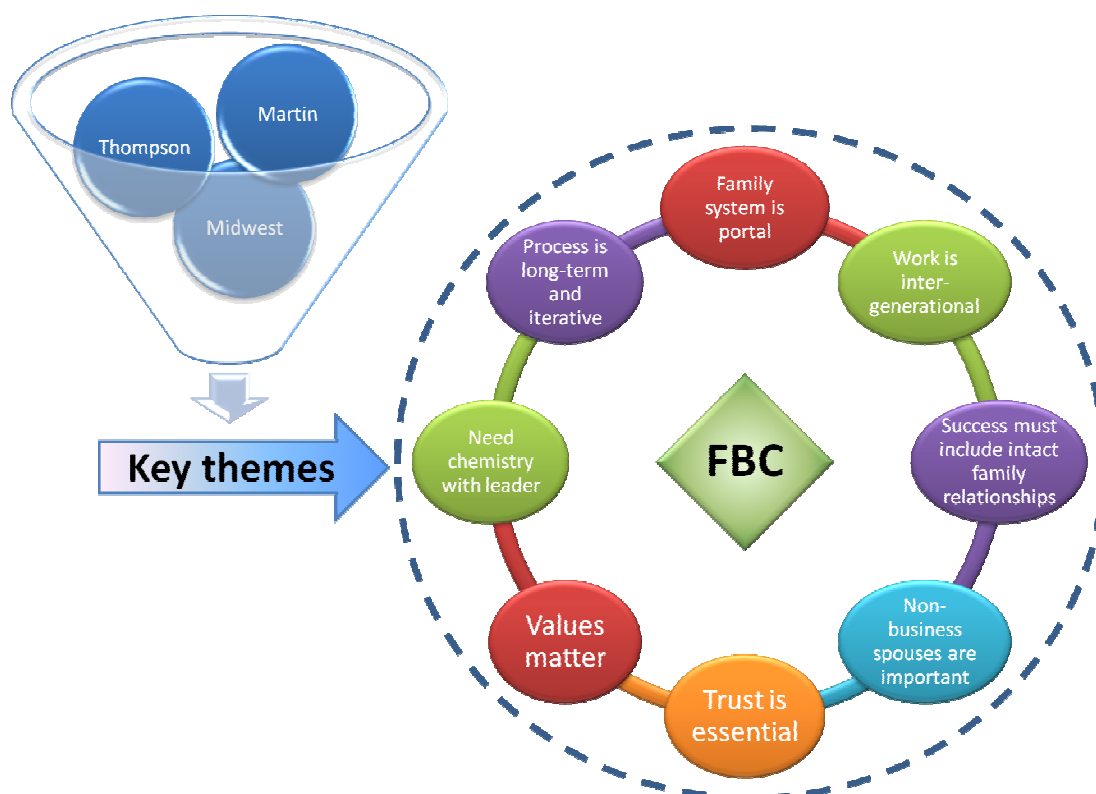 Martin
Thompson
Midwest
Key themes
FBC
Family
system is
portal
Work is
inter-
generational
Success must
include intact
family
relationships
Non-
business
spouses are
important
Trust is
essential
Values
matter
Need
chemistry
with leader
Process is
long-term
and
iterative